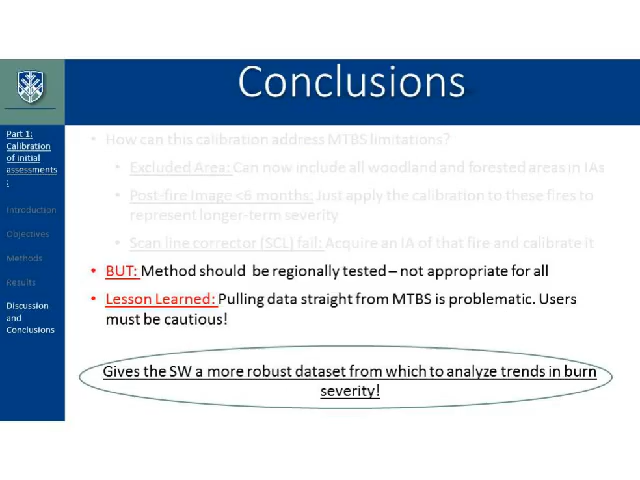 Conclusions
Part 1:
Calibration
of initial
assessments
:
Introduction
Objectives
Methods
Results
Discussion
and
Conclusions
• How can this calibration address MTBS limitations?
• Excluded Area: Can now include all woodland and forested areas in IAs
• Post-fire Image <6 months: Just apply the calibration to these fires to
represent longer-term severity
• Scan line corrector (SCL) fail: Acquire an IA of that fire and calibrate it
• BUT: Method should be regionally tested – not appropriate for all
• Lesson Learned: Pulling data straight from MTBS is problematic. Users
must be cautious!
Gives the SW a more robust dataset from which to analyze trends in burn
severity!